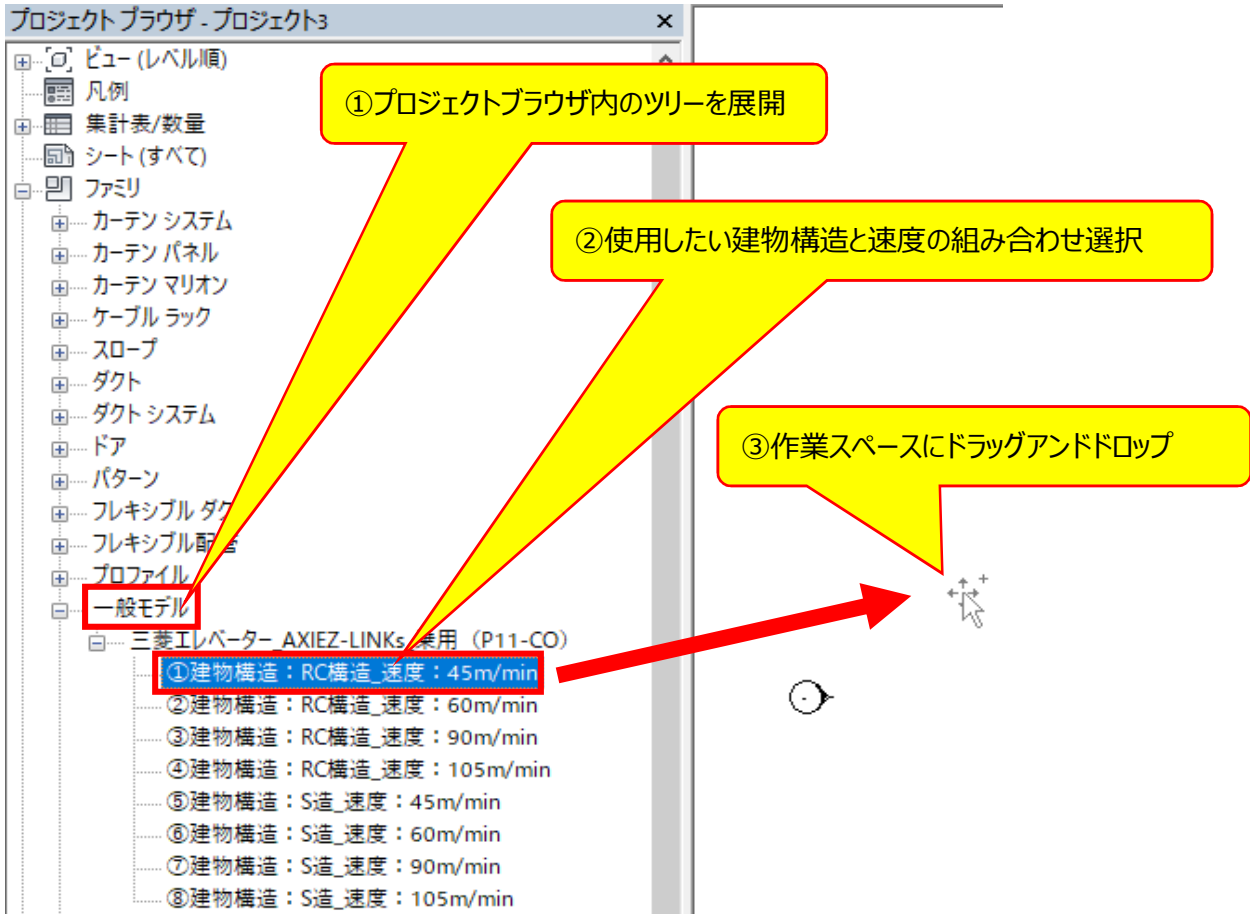 プロジェクト ブラウザ - プロジェクト3
ビュー (レベル順)
凡例
集計表/数量
シート (すべて)
ファミリ
カーテン システム
カーテン パネル
カーテン マリオン
ケーブル ラック
スロープ
ダクト
ダクト システム
ドア
パターン
フレキシブル ダク
フレキシブル配管
プロファイル
一般モデル
三菱エレベーター_AXIEZ-LINKs_乗用（P11-CO）
①建物構造：RC構造_速度：45m/min
②建物構造：RC構造_速度：60m/min
③建物構造：RC構造_速度：90m/min
④建物構造：RC構造_速度：105m/min
⑤建物構造：S造_速度：45m/min
⑥建物構造：S造_速度：60m/min
⑦建物構造：S造_速度：90m/min
⑧建物構造：S造_速度：105m/min
①プロジェクトブラウザ内のツリーを展開
②使用したい建物構造と速度の組み合わせ選択
③作業スペースにドラッグアンドドロップ